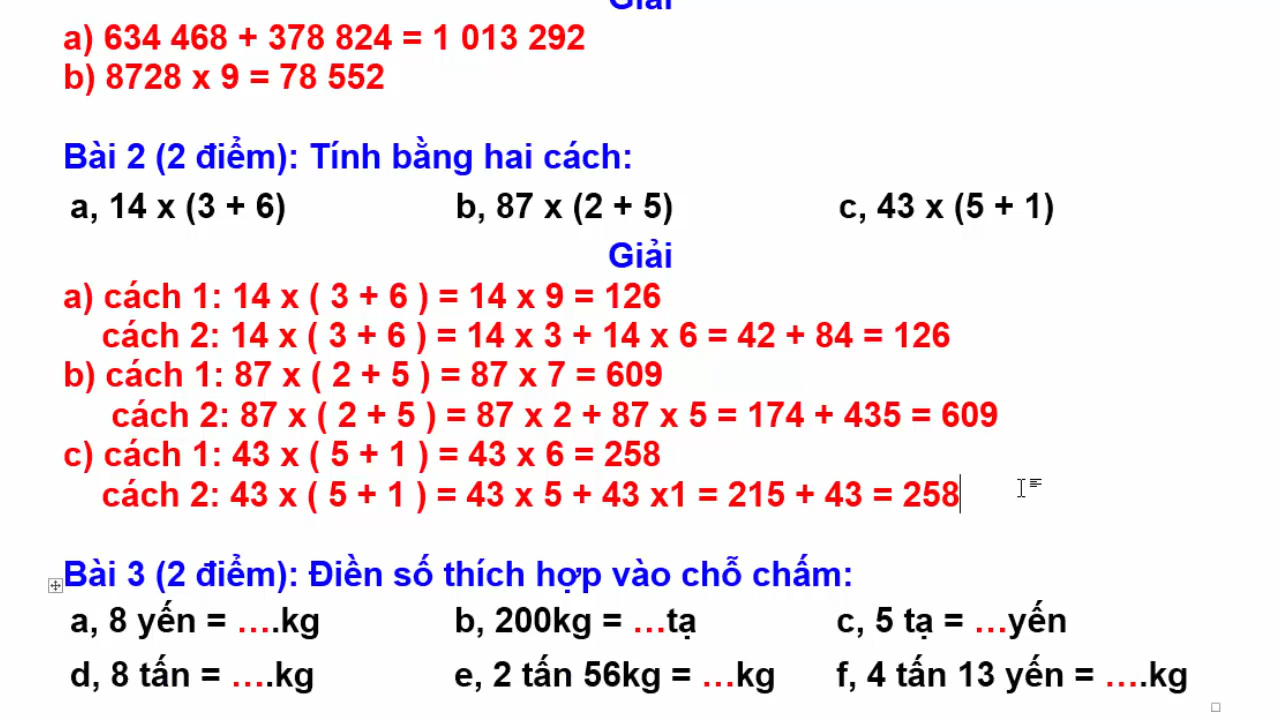 Giải
a) 634 468 + 378 824 = 1 013 292
b) 8728 x 9 = 78 552
Bài 2 (2 điểm): Tính bằng hai cách:
a, 14 x (3 + 6) b, 87 x (2 + 5) c, 43 x (5 + 1)
Giải
a) cách 1: 14 x ( 3 + 6 ) = 14 x 9 = 126
cách 2: 14 x ( 3 + 6 ) = 14 x 3 + 14 x 6 = 42 + 84 = 126
b) cách 1: 87 x ( 2 + 5 ) = 87 x 7 = 609
cách 2: 87 x ( 2 + 5 ) = 87 x 2 + 87 x 5 = 174 + 435 = 609
c) cách 1: 43 x ( 5 + 1 ) = 43 x 6 = 258
cách 2: 43 x ( 5 + 1 ) = 43 x 5 + 43 x1 = 215 + 43 = 258
Bài 3 (2 điểm): Điền số thích hợp vào chỗ chấm:
a, 8 yến = ….kg b, 200kg = …tạ c, 5 tạ = …yến
d, 8 tấn = ….kg e, 2 tấn 56kg = …kg f, 4 tấn 13 yến = ….kg